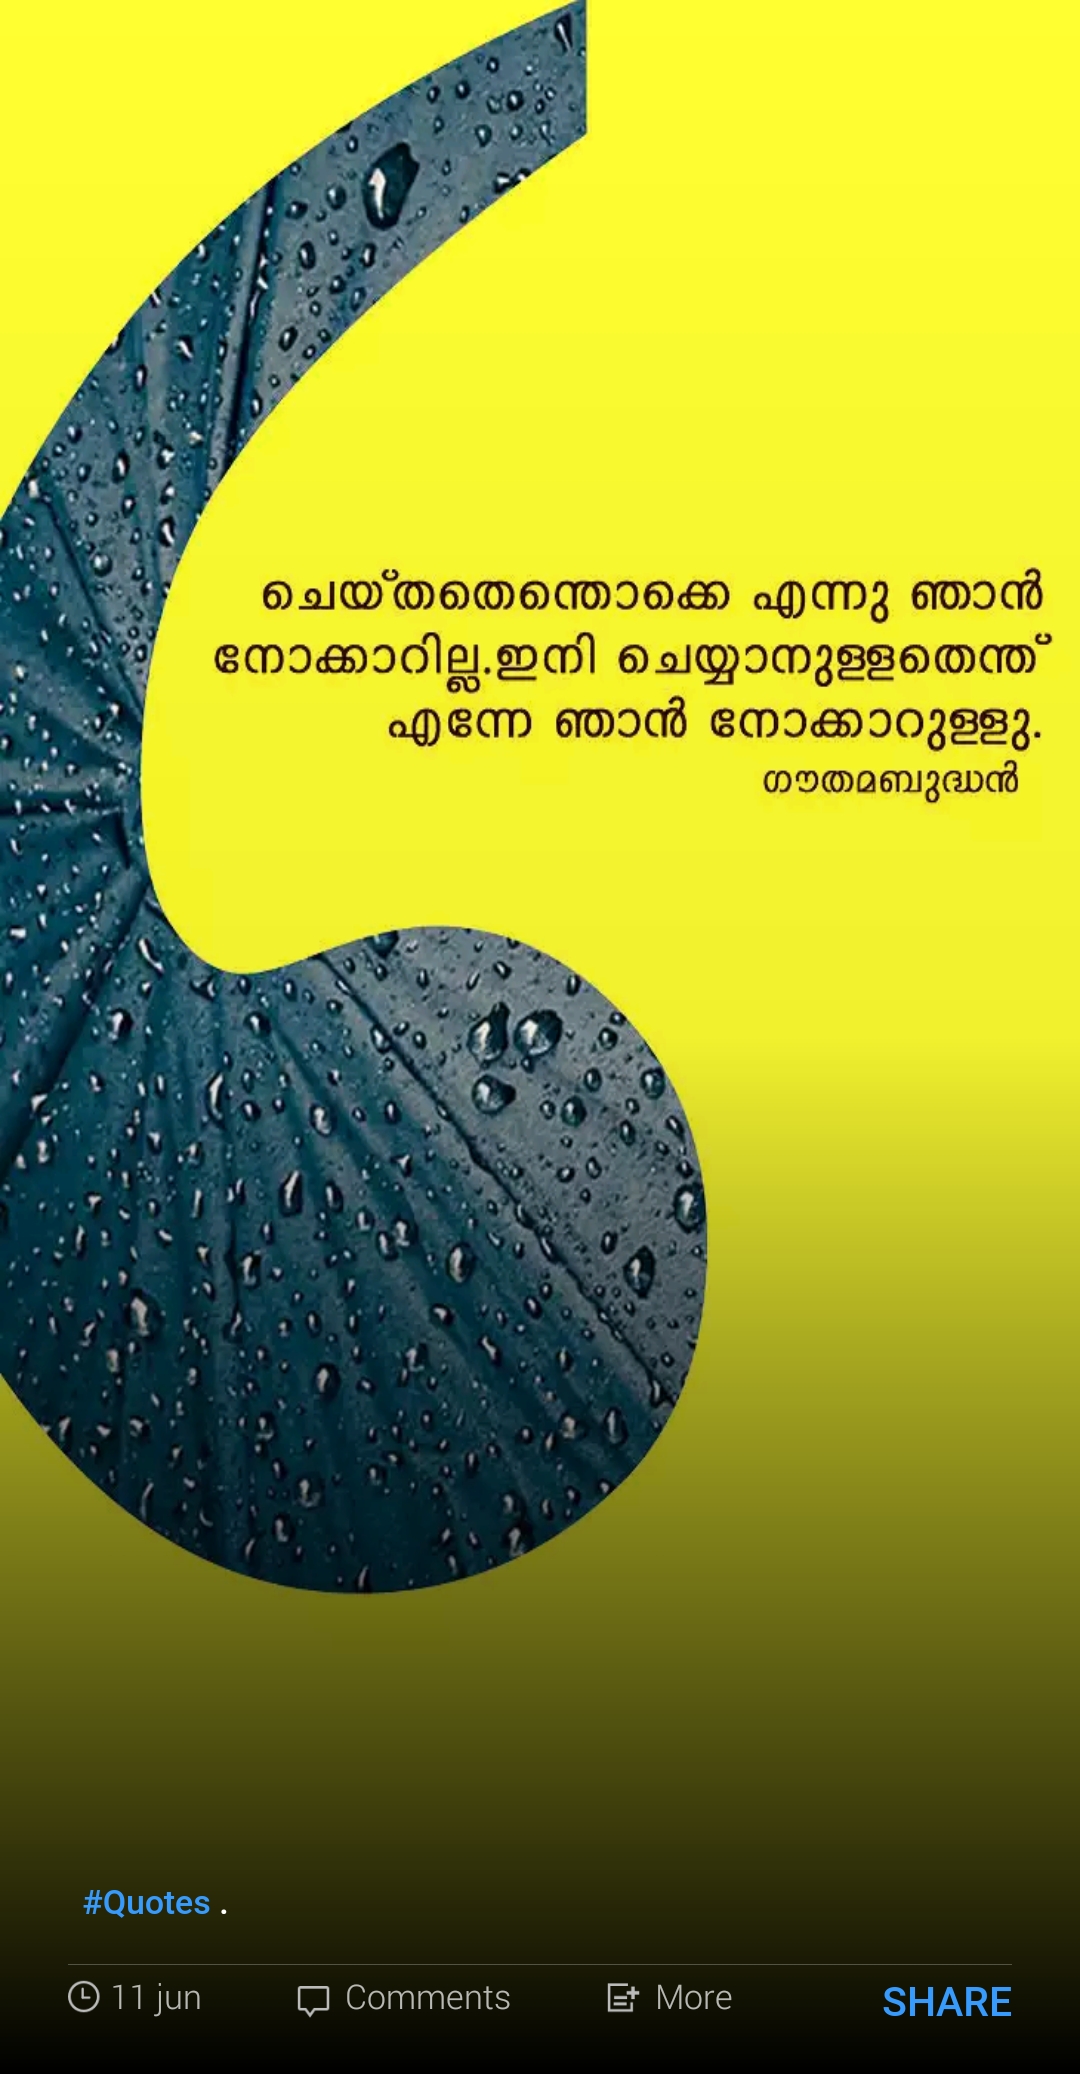 ചെയ്തതെന്തൊക്കെ എന്നു ഞാൻ
നോക്കാറില്ല.ഇനി ചെയ്യാനുള്ളതെന്ത്
എന്നേ ഞാൻ നോക്കാറുള്ളു.
ഗൗതമബുദ്ധൻ
#Quotes .
11 jun Comments More SHARE